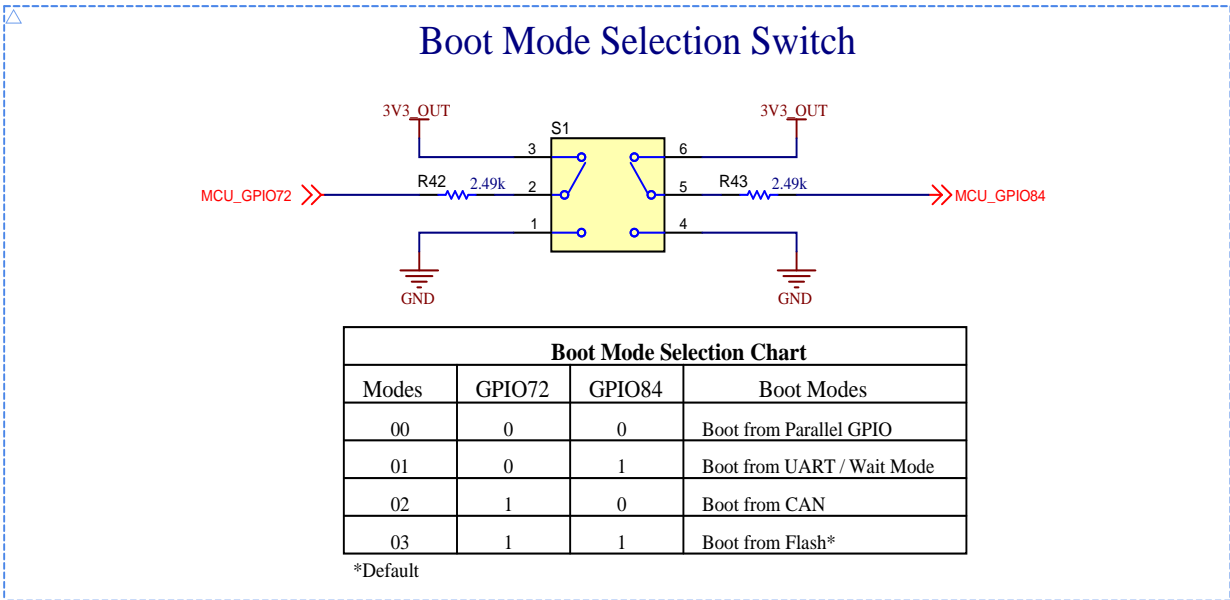 Boot Mode Selection Switch
3V3_OUT 3V3_OUT
S1
3 6
MCU_GPIO72 R42 2.49k 2 5 R43 2.49k MCU_GPIO84
1 4
GND GND
Boot Mode Selection Chart
Modes GPIO72 GPIO84 Boot Modes
00 0 0 Boot from Parallel GPIO
01 0 1 Boot from UART / Wait Mode
02 1 0 Boot from CAN
03 1 1 Boot from Flash*
*Default